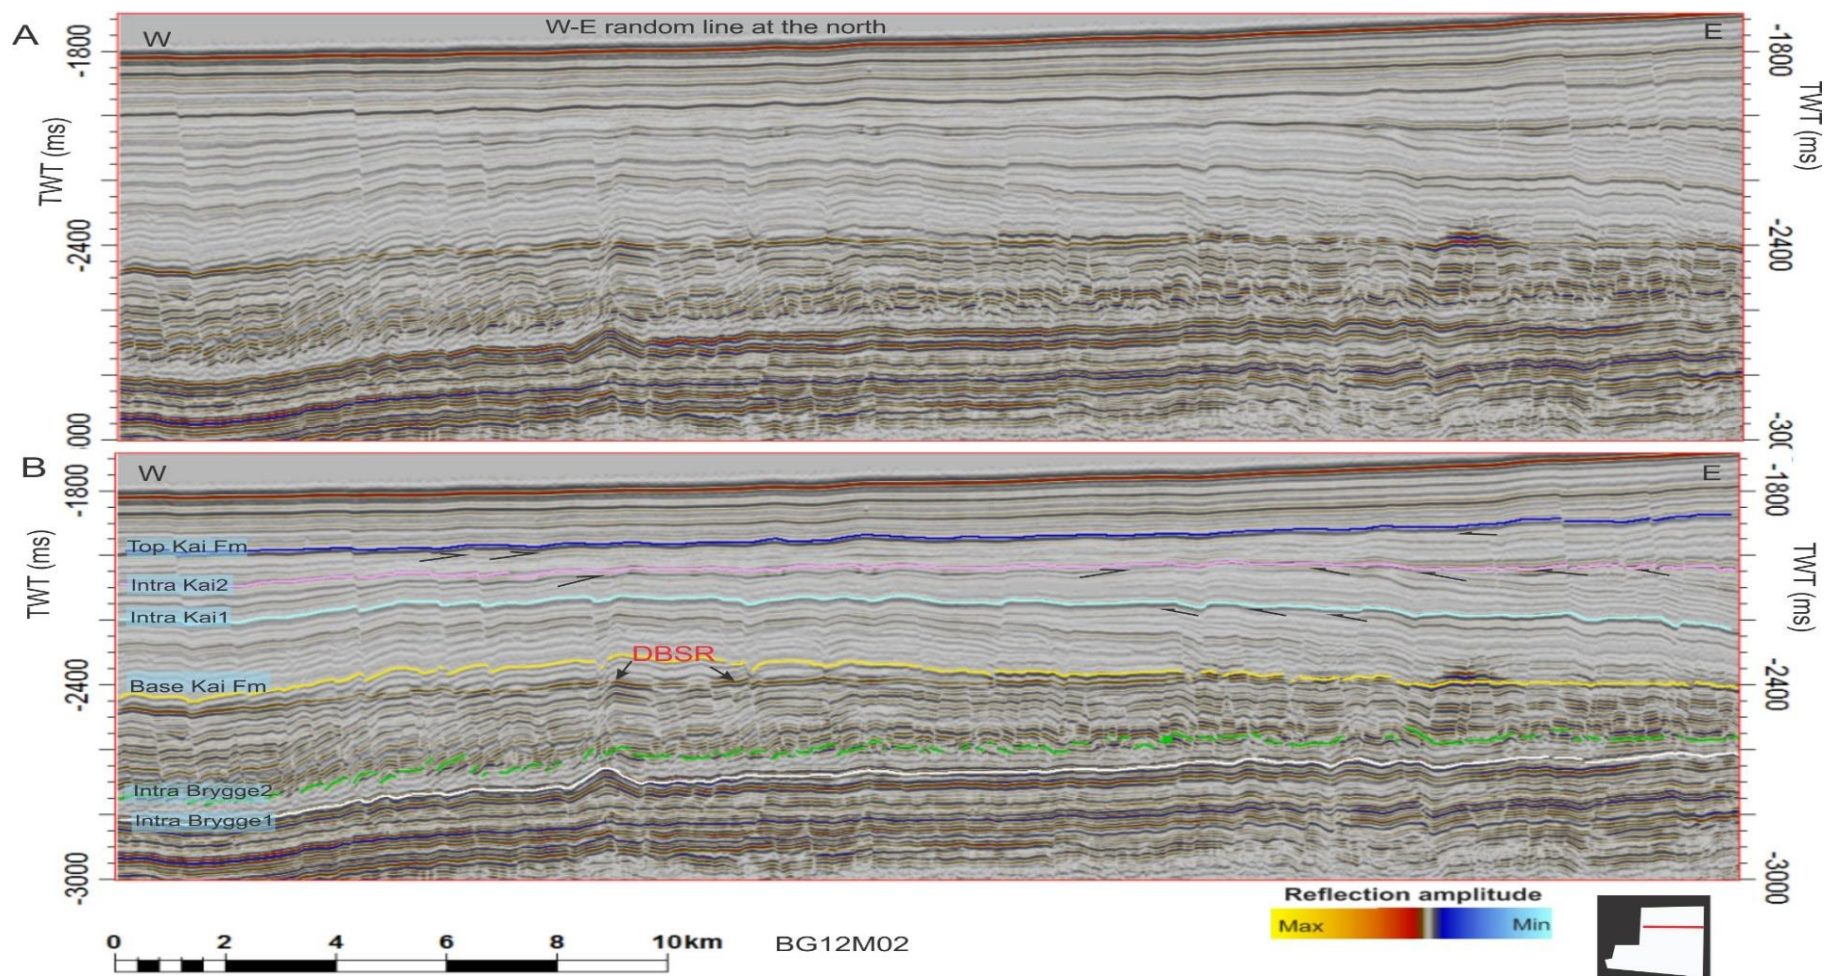 A
W-E random line at the north
W
E
-1800
-1800
TWT (ms)
TWT (ms)
-2400
-2400
000
-300
B
W
E
-1800
-1800
TWT (ms)
TWT (ms)
Top Kai Fm
Intra Kai2
Intra Kai1
DBSR
Base Kai Fm
-2400
-2400
Intra Brygge2
Intra Brygge1
-3000
-3000
Reflection amplitude
Max
Min
0 2 4 6 8 10km
BG12M02